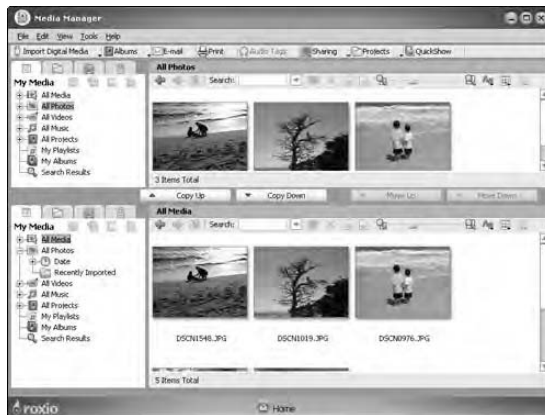 Media Manager
File Edit View Tools Help
Import Digital Media Albums E-mail Print Audio Tags Sharing Projects QuickShow
All Photos
My Media
Search:
All Media
All Photos
All Videos
All Music
All Projects
My Playlists
My Albums
Search Results
3 Items Total
Copy Up Copy Down Move Up Move Down
All Media
My Media
Search:
All Media
All Photos
Date
Recently Imported
All Videos
All Music
All Projects
My Playlists
My Albums
Search Results
DSCN1548.JPG DSCN1019.JPG DSCN0976.JPG
5 Items Total
roxio Home